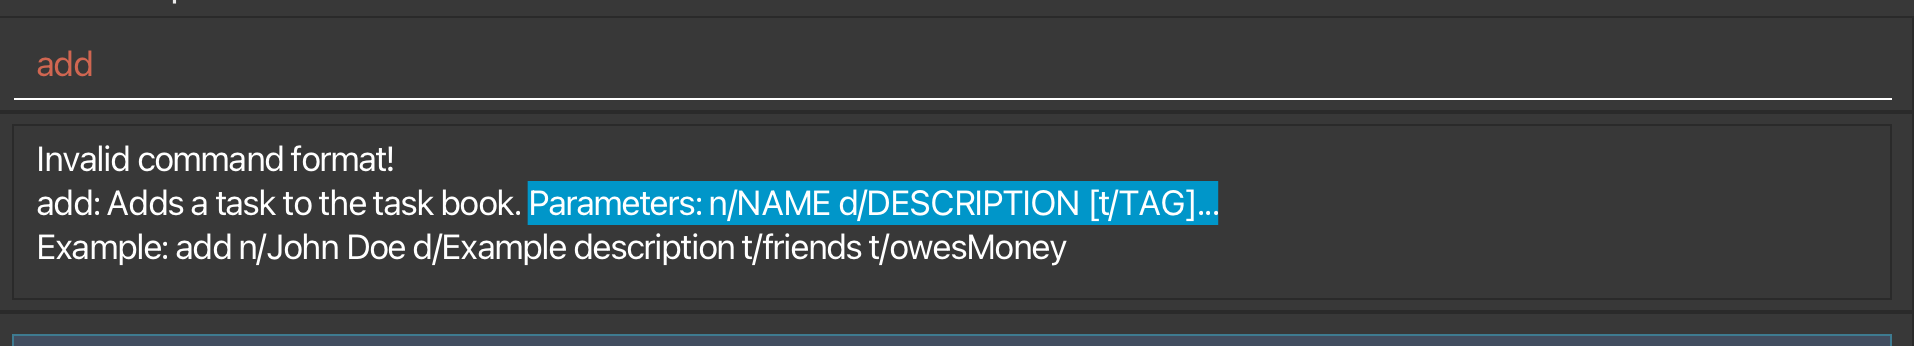 add
Invalid command format!
add: Adds a task to the task book. Parameters: n/NAME d/DESCRIPTION [t/TAG]...
Example: add n/John Doe d/Example description t/friends t/owesMoney